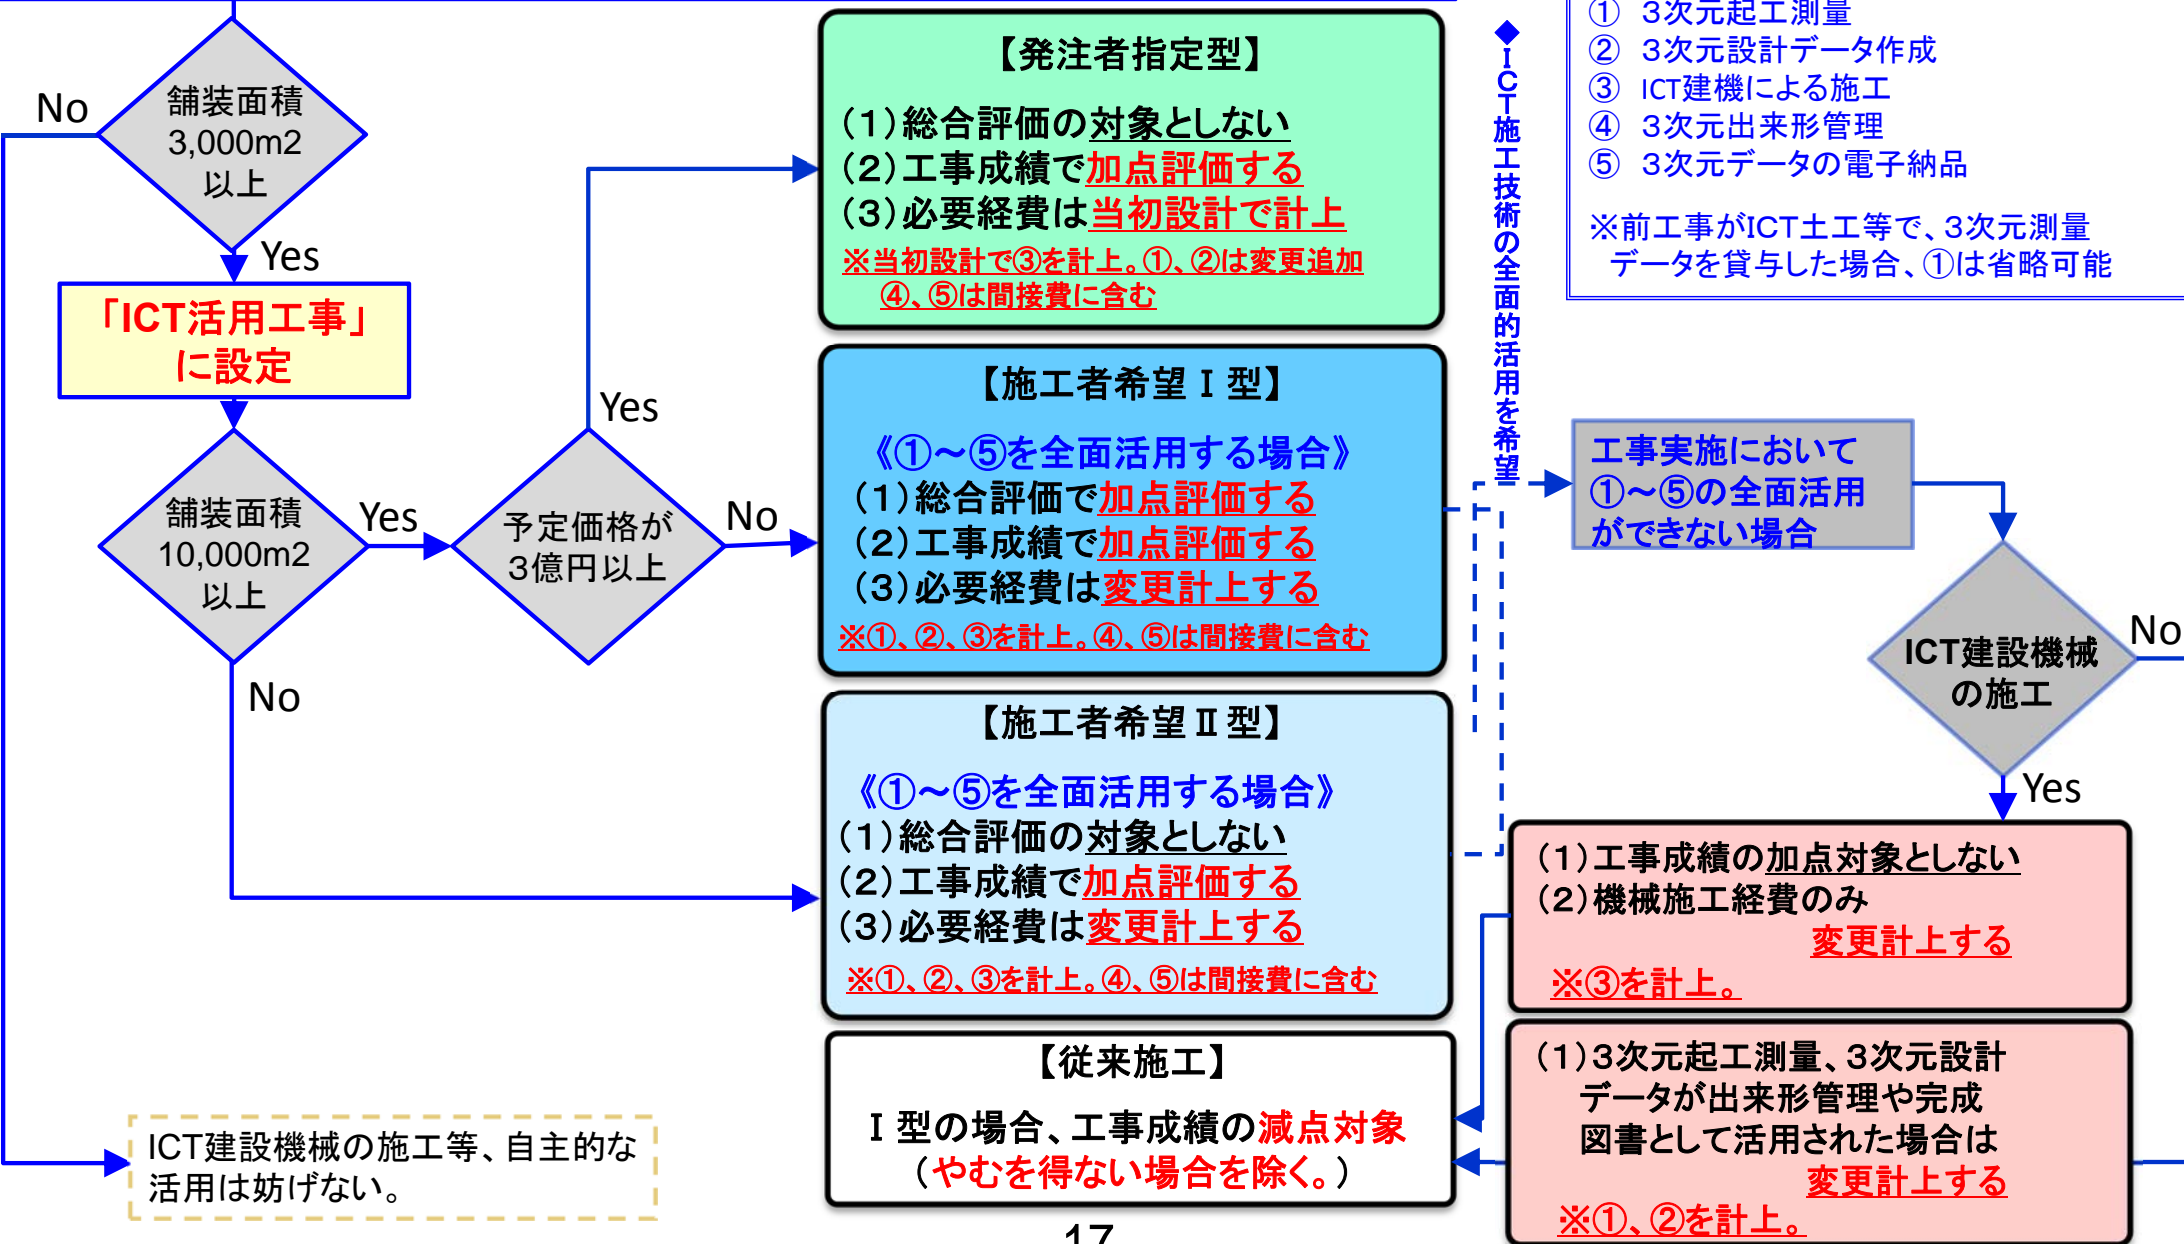 No
舗装面積
3,000m2
以上
Yes
「ICT活用工事」
に設定
舗装面積
10,000m2
以上
Yes
No
予定価格が
3億円以上
Yes
No
【発注者指定型】
(1)総合評価の対象としない
(2)工事成績で加点評価する
(3)必要経費は当初設計で計上
※当初設計で③を計上。①、②は変更追加
④、⑤は間接費に含む
【施工者希望Ⅰ型】
《①~⑤を全面活用する場合》
(1)総合評価で加点評価する
(2)工事成績で加点評価する
(3)必要経費は変更計上する
※①、②、③を計上。④、⑤は間接費に含む
【施工者希望Ⅱ型】
《①~⑤を全面活用する場合》
(1)総合評価の対象としない
(2)工事成績で加点評価する
(3)必要経費は変更計上する
※①、②、③を計上。④、⑤は間接費に含む
【従来施工】
Ⅰ型の場合、工事成績の減点対象
(やむを得ない場合を除く。)
◆ICT施工技術の全面的活用を希望
① 3次元起工測量
② 3次元設計データ作成
③ ICT建機による施工
④ 3次元出来形管理
⑤ 3次元データの電子納品
※前工事がICT土工等で、3次元測量
データを貸与した場合、①は省略可能
工事実施において
①~⑤の全面活用
ができない場合
ICT建設機械
の施工
No
Yes
(1)工事成績の加点対象としない
(2)機械施工経費のみ
変更計上する
※③を計上。
(1)3次元起工測量、3次元設計
データが出来形管理や完成
図書として活用された場合は
変更計上する
※①、②を計上。
ICT建設機械の施工等、自主的な
活用は妨げない。
17